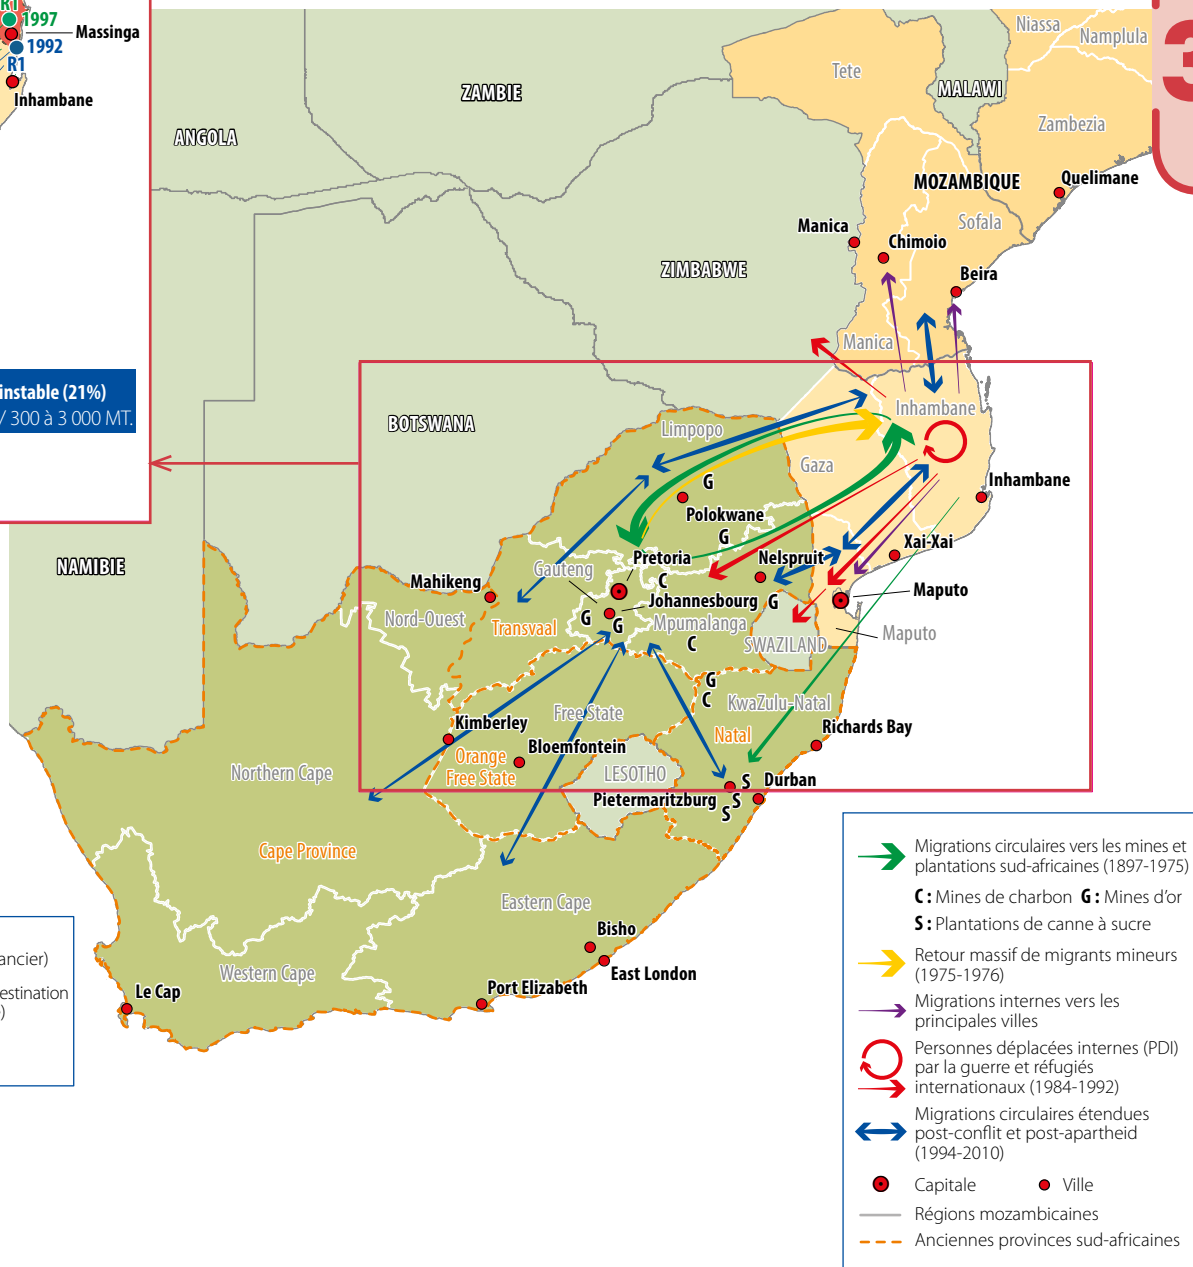 R1
1997
Massinga
1992
R1
Inhambane
instable (21%)
/ 300 à 3 000 MT.
ancier)
estination
)
3
Niassa
Namplula
Tete
MALAWI
ZAMBIE
ANGOLA
Zambezia
MOZAMBIQUE
Quelimane
Sofala
Manica
Chimoio
ZIMBABWE
Beira
Manica
Inhambane
BOTSWANA
Limpopo
Gaza
G
Inhambane
Polokwane
G
Xai-Xai
NAMIBIE
Pretoria
Nelspruit
Gauteng
C
Mahikeng
Maputo
Johannesbourg
G
Nord-Ouest
G
G
Mpumalanga
Transvaal
Maputo
C
SWAZILAND
G
C
KwaZulu-Natal
Free State
Kimberley
Richards Bay
Natal
Bloemfontein
Orange
Free State
Northern Cape
LESOTHO
S
Durban
Pietermaritzburg
S
S
Cape Province
Eastern Cape
Bisho
Western Cape
East London
Port Elizabeth
Le Cap
Migrations circulaires vers les mines et
plantations sud-africaines (1897-1975)
C : Mines de charbon G : Mines d'or
S : Plantations de canne à sucre
Retour massif de migrants mineurs
(1975-1976)
Migrations internes vers les
principales villes
Personnes déplacées internes (PDI)
par la guerre et réfugiés
internationaux (1984-1992)
Migrations circulaires étendues
post-conflit et post-apartheid
(1994-2010)
Capitale
Ville
Régions mozambicaines
Anciennes provinces sud-africaines